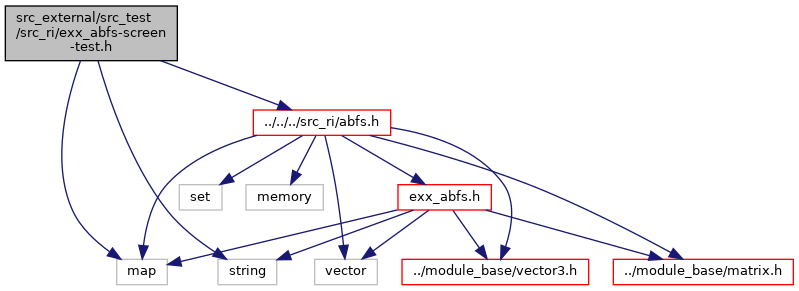 src_external/src_test
/src_ri/exx_abfs-screen
-test.h
../../../src_ri/abfs.h
set
memory
exx_abfs.h
map
string
vector
../module_base/vector3.h
../module_base/matrix.h